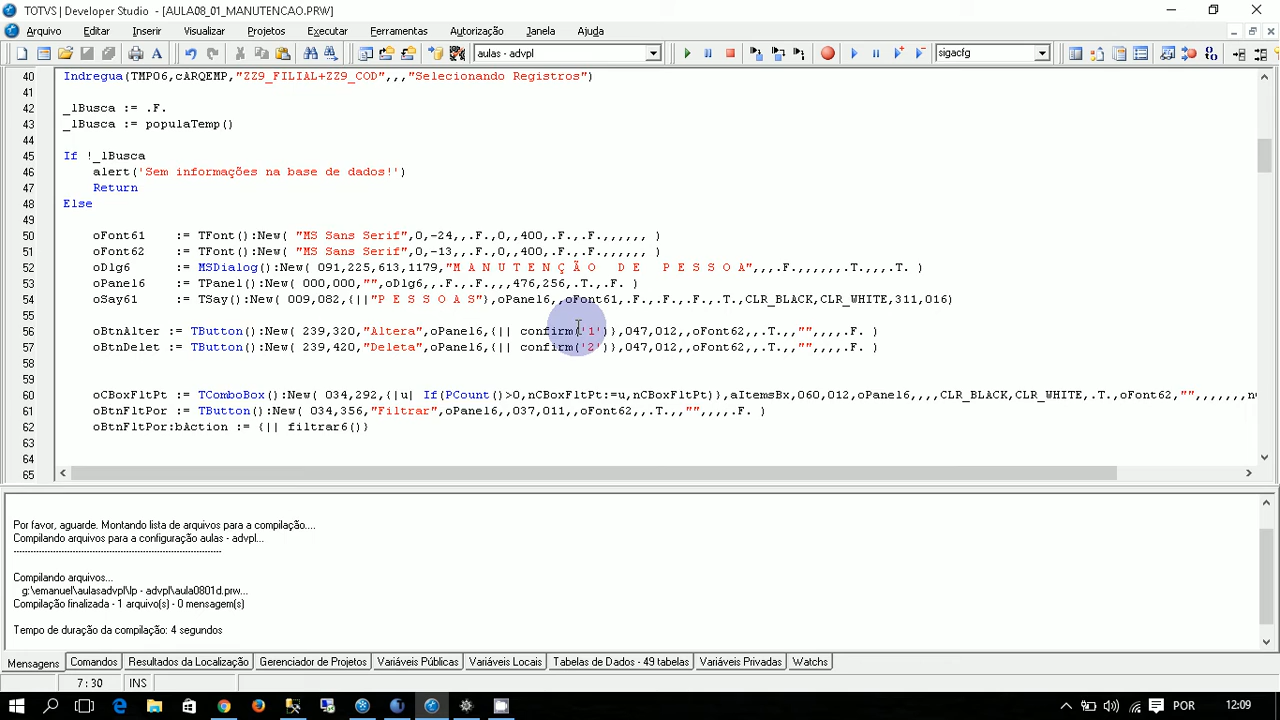 TOTVS | Developer Studio - [AULA08_01_MANUTENCAO.PRW]
Arquivo Editar Inserir Visualizar Projetos Executar Ferramentas Autorização Janeia Ajuda
aulas - advpl sigacfg
40 Indregua(TMP06,cARQEMP,"ZZ9_FILIAL+ZZ9_COD",,,"Selecionando Registros")
41
42 _lBusca := .F.
43 _lBusca := populaTemp()
44
45 If !_lBusca
46 alert('Sem informações na base de dados!')
47 Return
48 Else
49
50 oFont61 := TFont():New( "MS Sans Serif",0,-24,,.F.,0,,400,.F.,.F.,,,,,, )
51 oFont62 := TFont():New( "MS Sans Serif",0,-13,,.F.,0,,400,.F.,.F.,,,,,, )
52 oDlg6 := MSDialog():New( 091,225,613,1179,"M A N U T E N Ç Ã O   D E   P E S S O A",,,.F.,,,,,,.T.,,.T. )
53 oPanel6 := TPanel():New( 000,000,"",oDlg6,,.F.,.F.,,,476,256,.T.,.F. )
54 oSay61 := TSay():New( 009,082,{||"P E S S O A S"},oPanel6,,oFont61,.F.,.F.,.F.,.T.,CLR_BLACK,CLR_WHITE,311,016)
55
56 oBtnAlter := TButton():New( 239,320,"Altera",oPanel6,{|| confirm('1')},047,012,,oFont62,,.T.,,"",,,,.F. )
57 oBtnDelet := TButton():New( 239,420,"Deleta",oPanel6,{|| confirm('2')},047,012,,oFont62,,.T.,,"",,,,.F. )
58
59
60 oCBoxFltPt := TComboBox():New( 034,292,{|u| If(PCount()>0,nCBoxFltPt:=u,nCBoxFltPt)},aItemsBx,060,012,oPanel6,,,,CLR_BLACK,CLR_WHITE,.T.,oFont62,"",,,,,,,
61 oBtnFltPor := TButton():New( 034,356,"Filtrar",oPanel6,,037,011,,oFont62,,.T.,,"",,,,.F. )
62 oBtnFltPor:bAction := {|| filtrar6()}
63
64
65
Por favor, aguarde. Montando lista de arquivos para a compilação....
Compilando arquivos para a configuração aulas - advpl...
Compilando arquivos...
g:\emanuel\aulasadvpl\lp - advpl\aula0801d.prw...
Compilação finalizada - 1 arquivo(s) - 0 mensagem(s)
Tempo de duração da compilação: 4 segundos
Mensagens Comandos Resultados da Localização Gerenciador de Projetos Variáveis Públicas Variáveis Locais Tabelas de Dados - 49 tabelas Variáveis Privadas Watchs
7 : 30 INS
POR 12:09